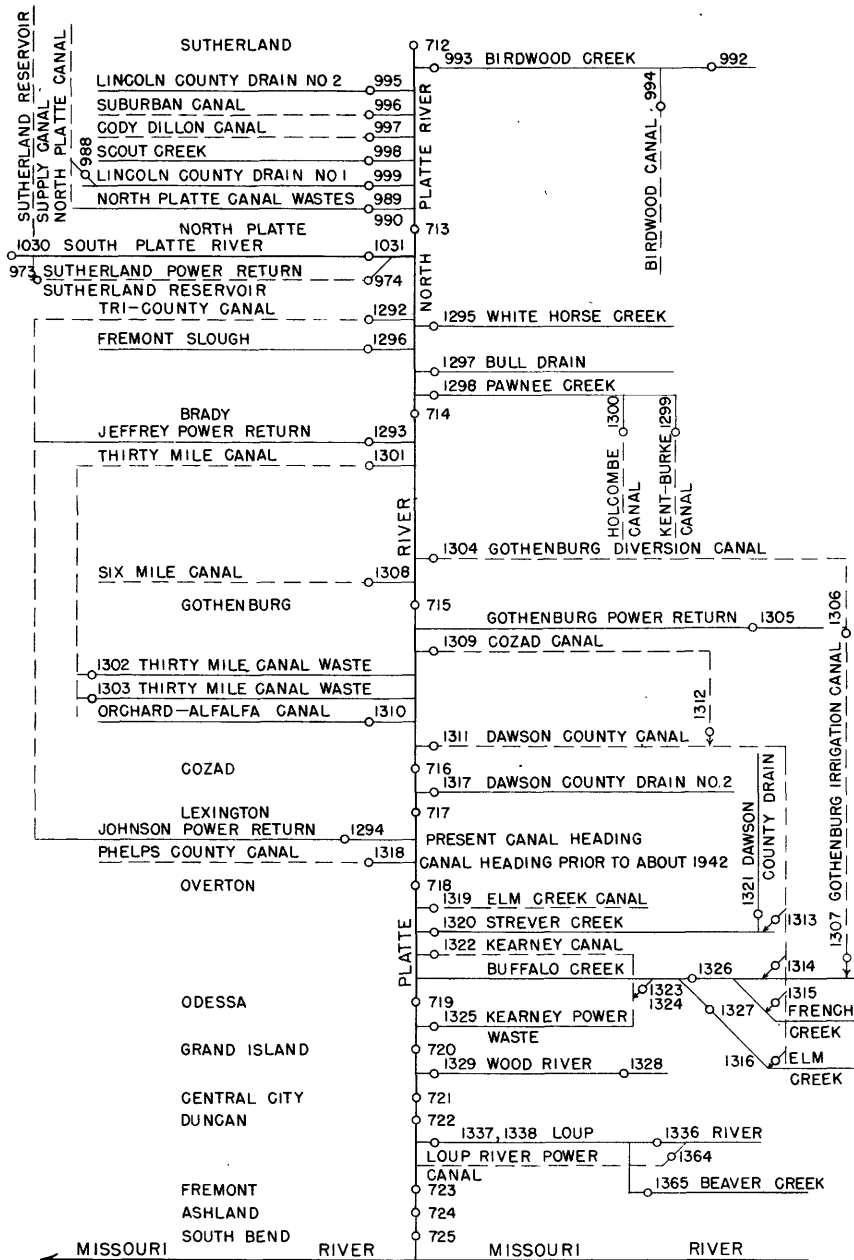 SUTHERLAND 712
993 BIRDWOOD CREEK 992
LINCOLN COUNTY DRAIN NO 2 995
SUBURBAN CANAL 996
CODY DILLON CANAL 997
SCOUT CREEK 998
LINCOLN COUNTY DRAIN NO 1 999
NORTH PLATTE CANAL WASTES 989
990
988
994
BIRDWOOD CANAL
SUTHERLAND RESERVOIR
SUPPLY CANAL
NORTH PLATTE CANAL
NORTH PLATTE RIVER
NORTH PLATTE 713
1030 SOUTH PLATTE RIVER 1031
973 SUTHERLAND POWER RETURN 974
SUTHERLAND RESERVOIR
TRI-COUNTY CANAL 1292
1295 WHITE HORSE CREEK
FREMONT SLOUGH 1296
1297 BULL DRAIN
1298 PAWNEE CREEK
BRADY 714
1300
1299
JEFFREY POWER RETURN 1293
THIRTY MILE CANAL 1301
HOLCOMBE
CANAL
KENT-BURKE
CANAL
RIVER
1304 GOTHENBURG DIVERSION CANAL
SIX MILE CANAL 1308
GOTHENBURG 715
GOTHENBURG POWER RETURN 1305
1306
1309 COZAD CANAL
1302 THIRTY MILE CANAL WASTE
1303 THIRTY MILE CANAL WASTE
ORCHARD-ALFALFA CANAL 1310
1312
1311 DAWSON COUNTY CANAL
COZAD 716
1317 DAWSON COUNTY DRAIN NO.2
LEXINGTON 717
JOHNSON POWER RETURN 1294
PRESENT CANAL HEADING
PHELPS COUNTY CANAL 1318
CANAL HEADING PRIOR TO ABOUT 1942
1321 DAWSON
COUNTY DRAIN
1307 GOTHENBURG IRRIGATION CANAL
OVERTON 718
1319 ELM CREEK CANAL
1320 STREVER CREEK
1313
1322 KEARNEY CANAL
PLATTE
BUFFALO CREEK 1326
1314
1323
1324
1327
1315
FRENCH
CREEK
ODESSA 719
1325 KEARNEY POWER
WASTE
GRAND ISLAND 720
1316
ELM
CREEK
1329 WOOD RIVER 1328
CENTRAL CITY 721
DUNCAN 722
1337, 1338 LOUP 1336 RIVER
LOUP RIVER POWER
CANAL
1364
1365 BEAVER CREEK
FREMONT 723
ASHLAND 724
SOUTH BEND 725
MISSOURI RIVER MISSOURI RIVER